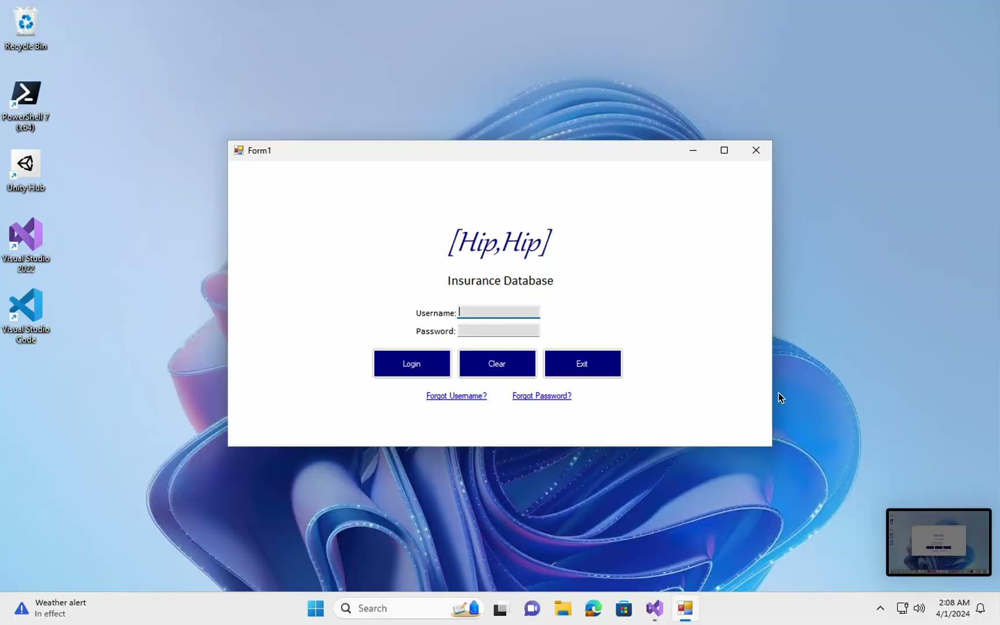 Recycle Bin
PowerShell 7
(x64)
Unity Hub
Visual Studio
2022
Visual Studio
Code
Form1
[Hip,Hip]
Insurance Database
Username:
Password:
Login
Clear
Exit
Forgot Username?
Forgot Password?
Weather alert
In effect
Search
2:08 AM
4/1/2024